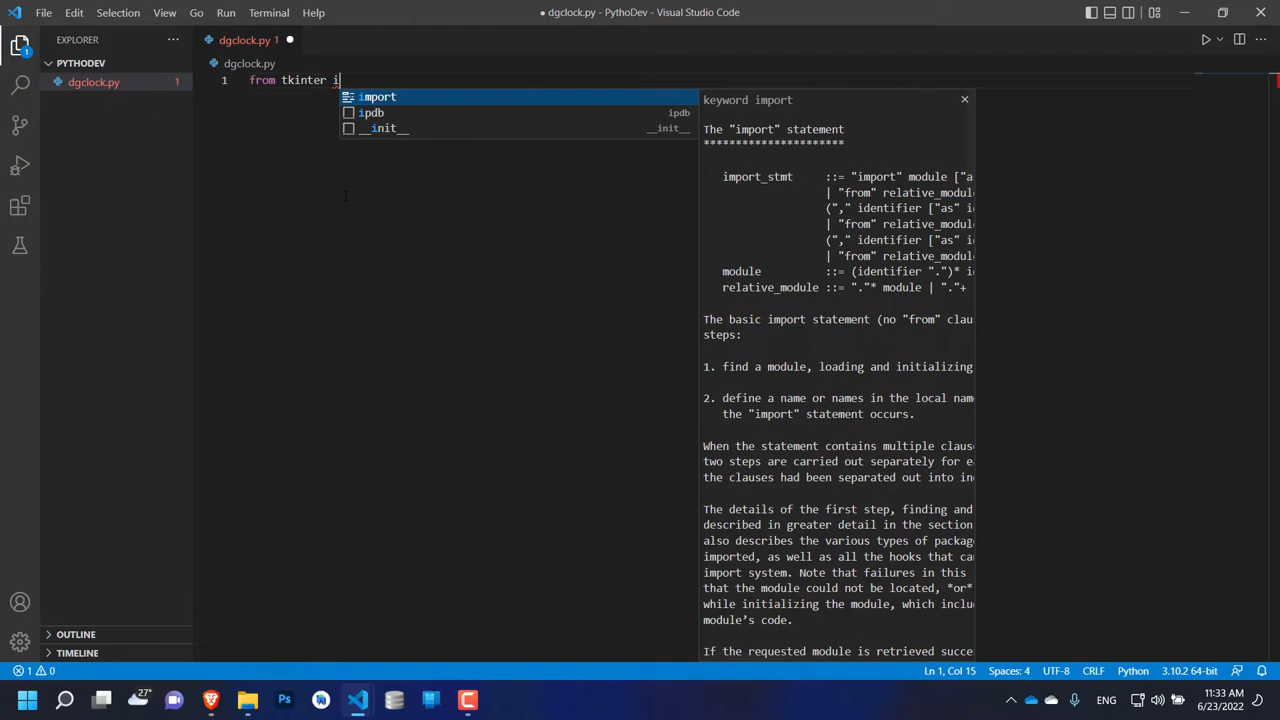 File Edit Selection View Go Run Terminal Help
● dgclock.py - PythoDev - Visual Studio Code
EXPLORER
dgclock.py 1
PYTHODEV
dgclock.py
dgclock.py 1
1 from tkinter i
import
ipdb ipdb
__init__ __init__
keyword import
The "import" statement
**********************
import_stmt ::= "import" module ["a
| "from" relative_modul
("," identifier ["as" i
| "from" relative_modul
("," identifier ["as" i
| "from" relative_modul
module ::= (identifier ".")* i
relative_module ::= "."* module | "."+
The basic import statement (no "from" clau
steps:
1. find a module, loading and initializing
2. define a name or names in the local nam
the "import" statement occurs.
When the statement contains multiple claus
two steps are carried out separately for e
the clauses had been separated out into in
The details of the first step, finding and
described in greater detail in the section
also describes the various types of packag
imported, as well as all the hooks that ca
import system. Note that failures in this
that the module could not be located, *or*
while initializing the module, which inclu
module's code.
If the requested module is retrieved succe
OUTLINE
TIMELINE
1 0
Ln 1, Col 15 Spaces: 4 UTF-8 CRLF Python 3.10.2 64-bit
27°
Ps
ENG
11:33 AM
6/23/2022